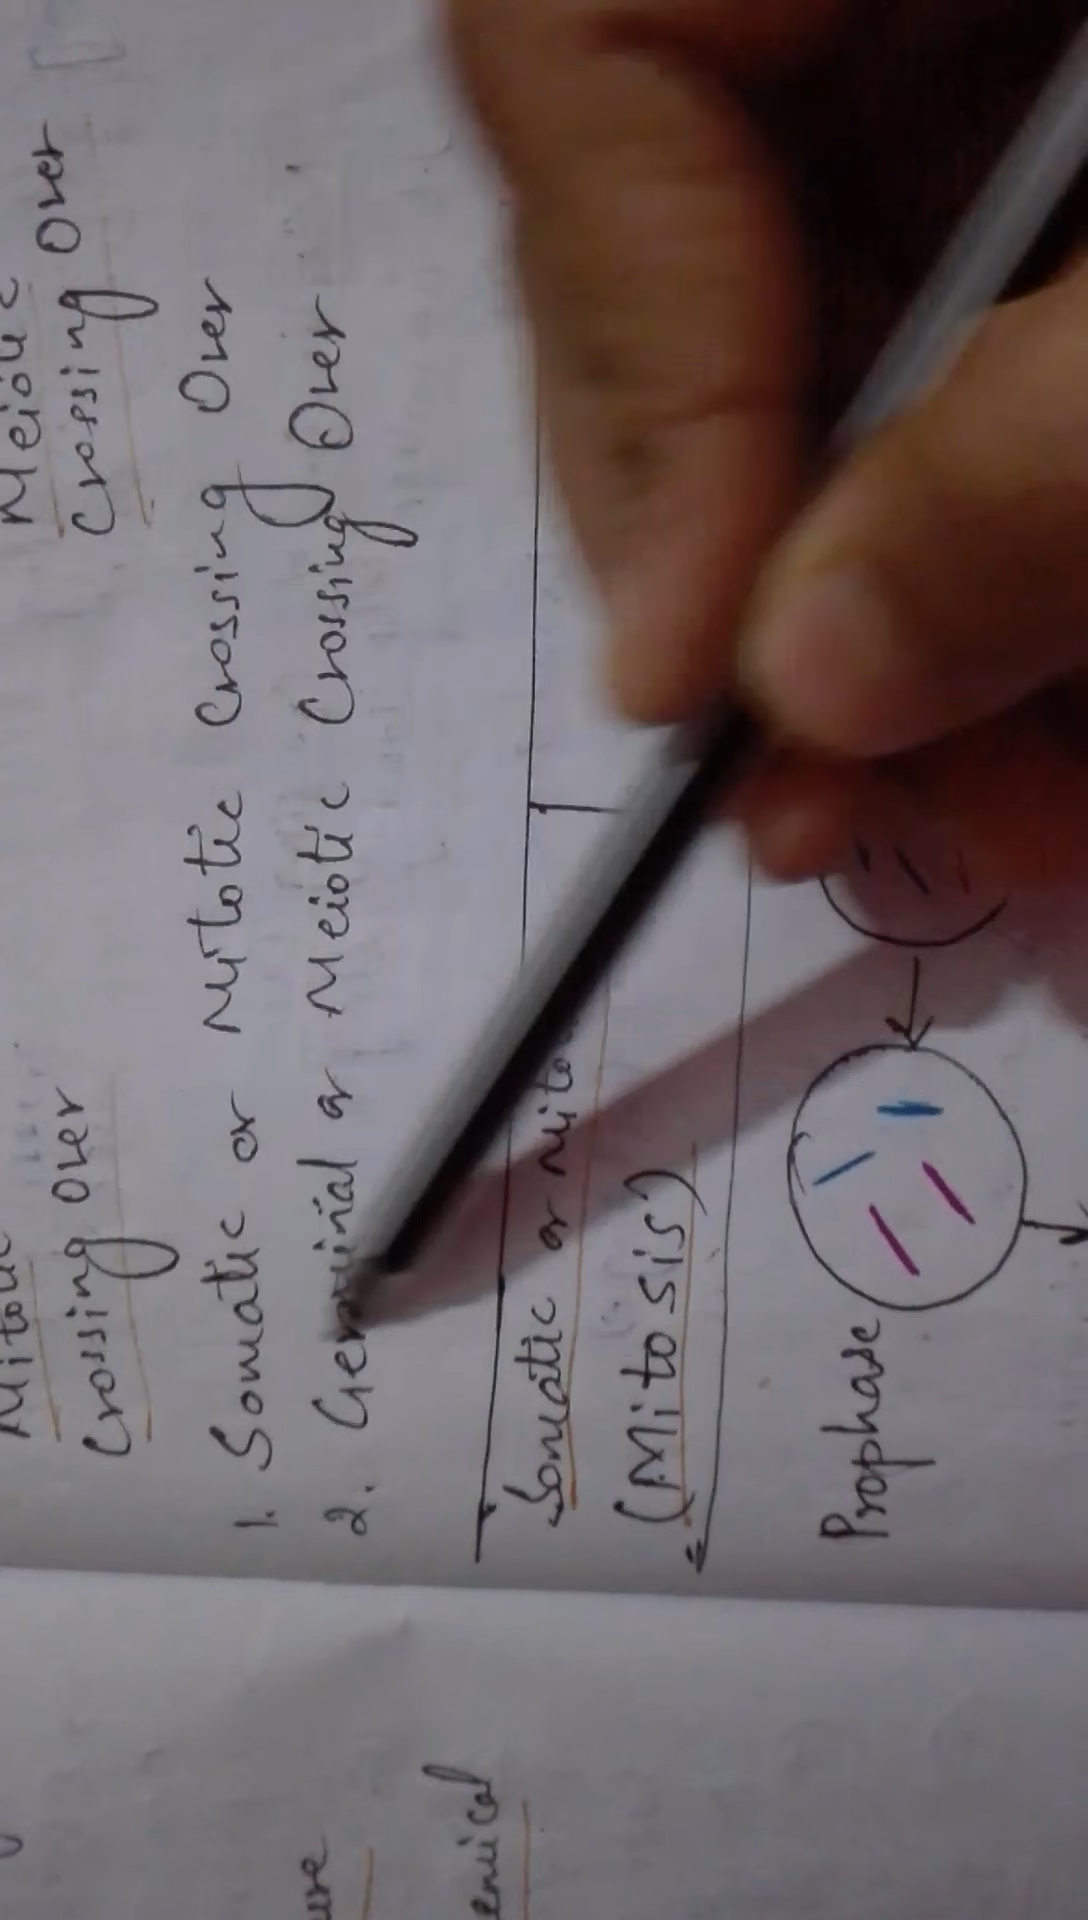 Meiotic
Crossing Over
Crossing Over
1. Somatic or Mitotic Crossing Over
2. Germinal or Meiotic Crossing Over
Somatic or
(Mitosis)
Prophase